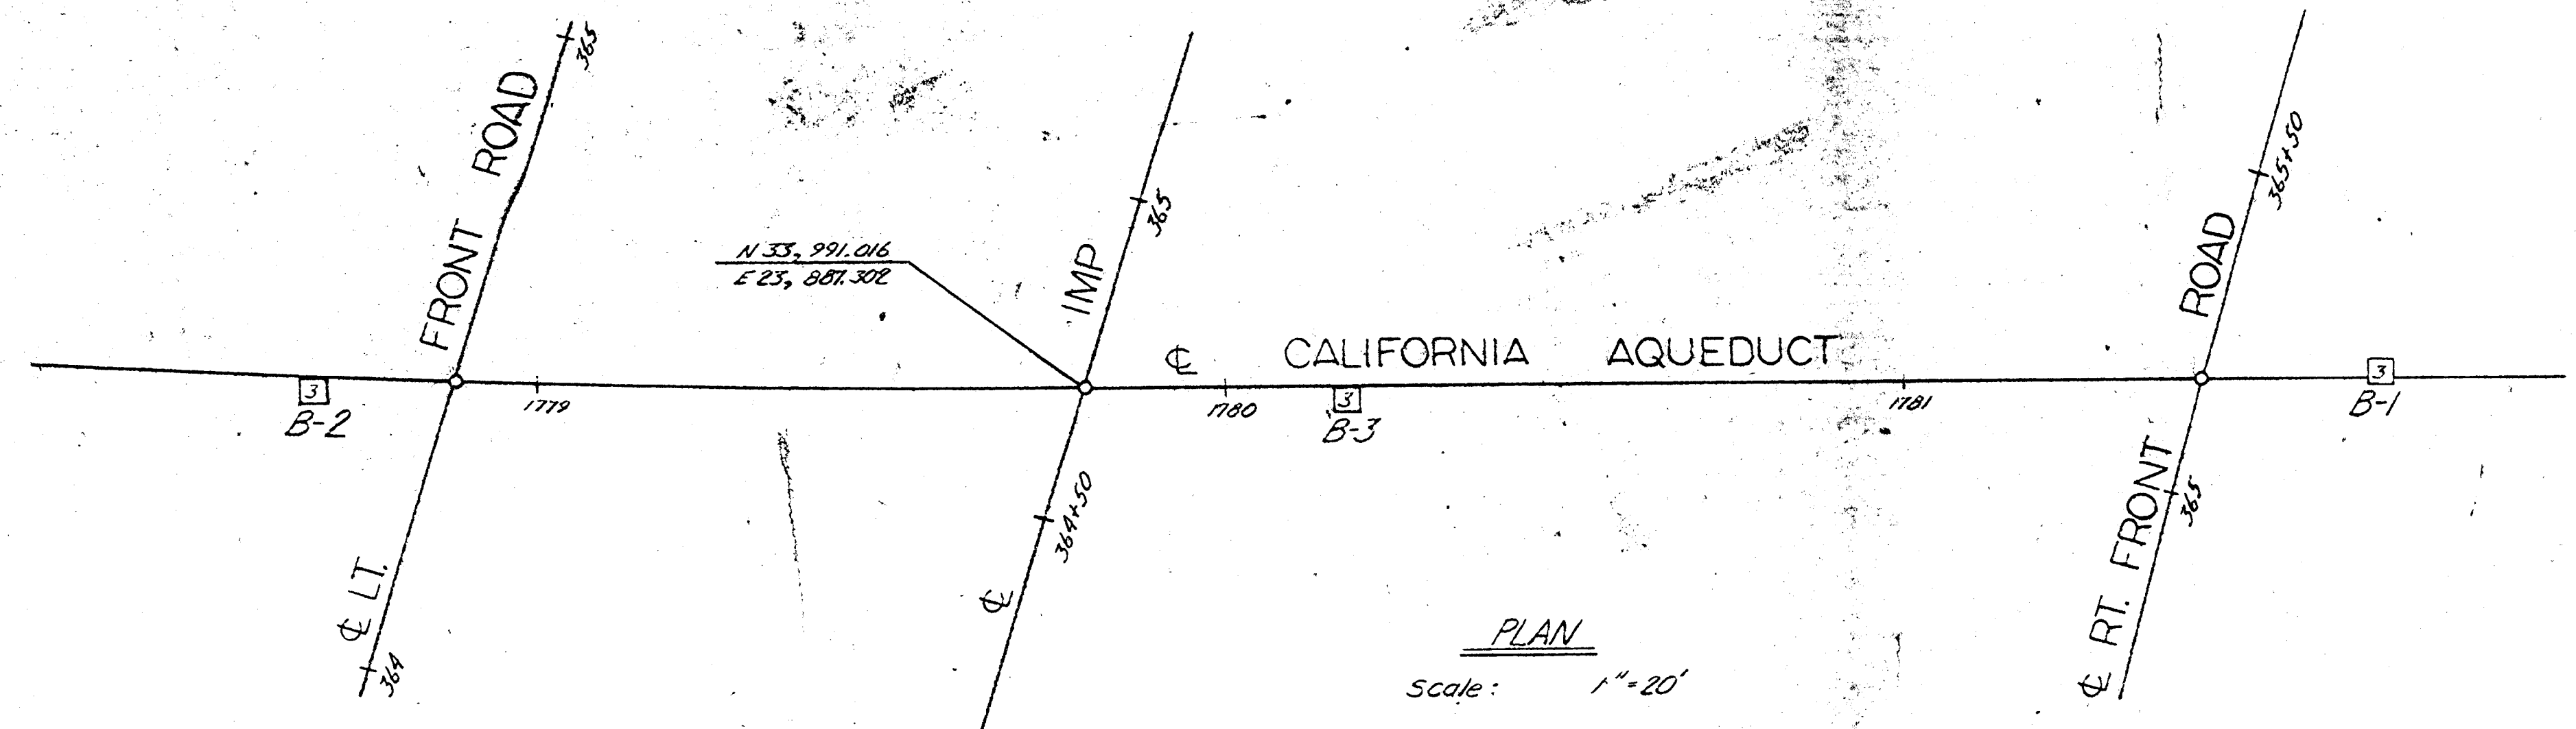 365
FRONT ROAD
℄ LT.
364
N 33, 991.016
E 23, 887.302
IMP
365
℄
364+50
℄ CALIFORNIA AQUEDUCT
1779
1780
1781
3
B-2
3
B-3
3
B-1
365+50
ROAD
℄ RT. FRONT
365
PLAN
Scale: 1"=20'